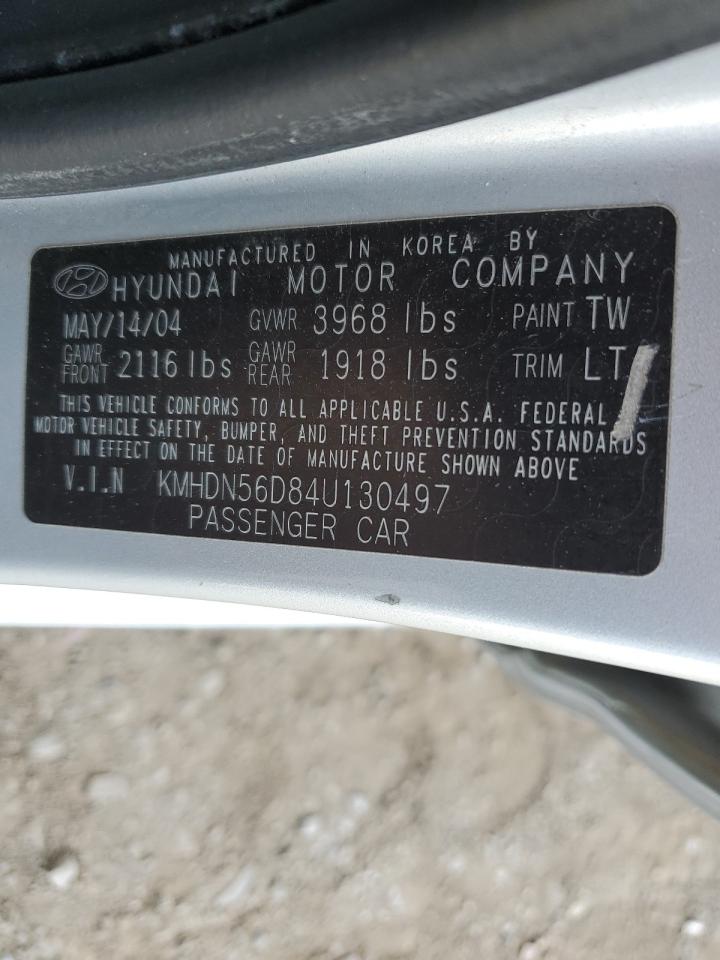 MANUFACTURED IN KOREA BY
HYUNDAI MOTOR COMPANY
MAY/14/04 GVWR 3968 lbs PAINT TW
GAWR FRONT 2116 lbs GAWR REAR 1918 lbs TRIM LT
THIS VEHICLE CONFORMS TO ALL APPLICABLE U.S.A. FEDERAL
MOTOR VEHICLE SAFETY, BUMPER, AND THEFT PREVENTION STANDARDS
IN EFFECT ON THE DATE OF MANUFACTURE SHOWN ABOVE
V.I.N KMHDN56D84U130497
PASSENGER CAR